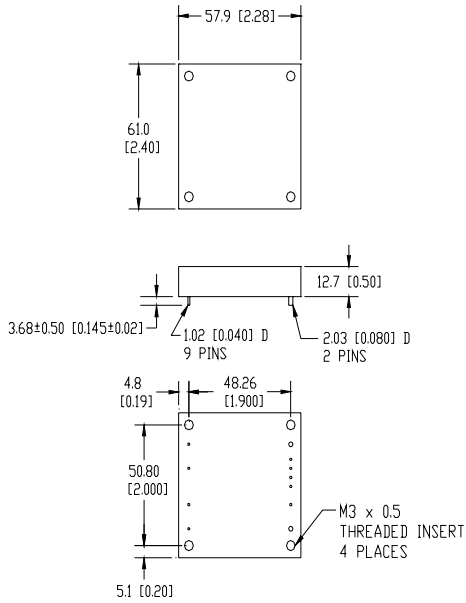 57.9 [2.28]
61.0
[2.40]
12.7 [0.50]
3.68±0.50 [0.145±0.02]
1.02 [0.040] D
9 PINS
2.03 [0.080] D
2 PINS
4.8
[0.19]
48.26
[1.900]
50.80
[2.000]
M3 x 0.5
THREADED INSERT
4 PLACES
5.1 [0.20]